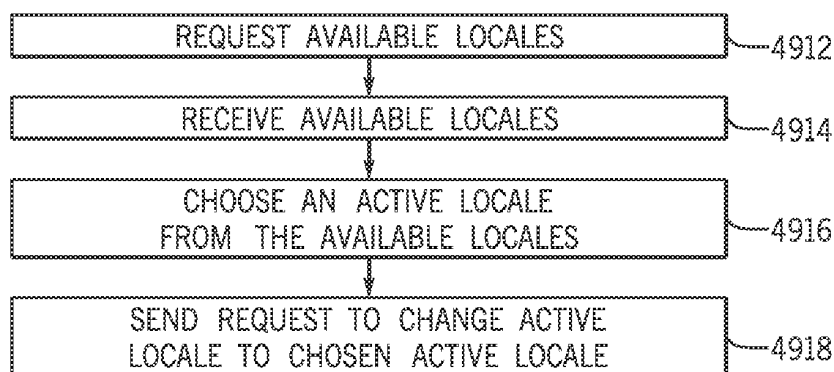 REQUEST AVAILABLE LOCALES
4912
RECEIVE AVAILABLE LOCALES
4914
CHOOSE AN ACTIVE LOCALE
FROM THE AVAILABLE LOCALES
4916
SEND REQUEST TO CHANGE ACTIVE
LOCALE TO CHOSEN ACTIVE LOCALE
4918